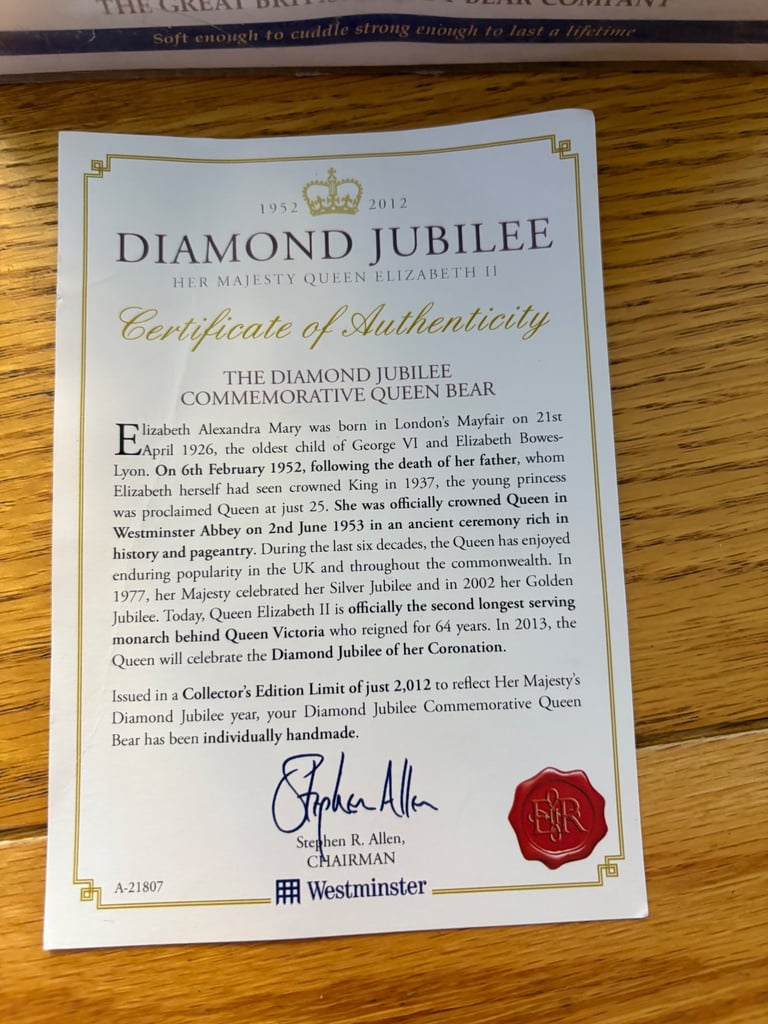 THE GREAT BRITISH BEAR COMPANY
Soft enough to cuddle strong enough to last a lifetime
1952 2012
DIAMOND JUBILEE
HER MAJESTY QUEEN ELIZABETH II
Certificate of Authenticity
THE DIAMOND JUBILEE
COMMEMORATIVE QUEEN BEAR
Elizabeth Alexandra Mary was born in London's Mayfair on 21st
April 1926, the oldest child of George VI and Elizabeth Bowes-
Lyon. On 6th February 1952, following the death of her father, whom
Elizabeth herself had seen crowned King in 1937, the young princess
was proclaimed Queen at just 25. She was officially crowned Queen in
Westminster Abbey on 2nd June 1953 in an ancient ceremony rich in
history and pageantry. During the last six decades, the Queen has enjoyed
enduring popularity in the UK and throughout the commonwealth. In
1977, her Majesty celebrated her Silver Jubilee and in 2002 her Golden
Jubilee. Today, Queen Elizabeth II is officially the second longest serving
monarch behind Queen Victoria who reigned for 64 years. In 2013, the
Queen will celebrate the Diamond Jubilee of her Coronation.
Issued in a Collector's Edition Limit of just 2,012 to reflect Her Majesty's
Diamond Jubilee year, your Diamond Jubilee Commemorative Queen
Bear has been individually handmade.
Stephen Allen
Stephen R. Allen,
CHAIRMAN
EIIR
A-21807
Westminster